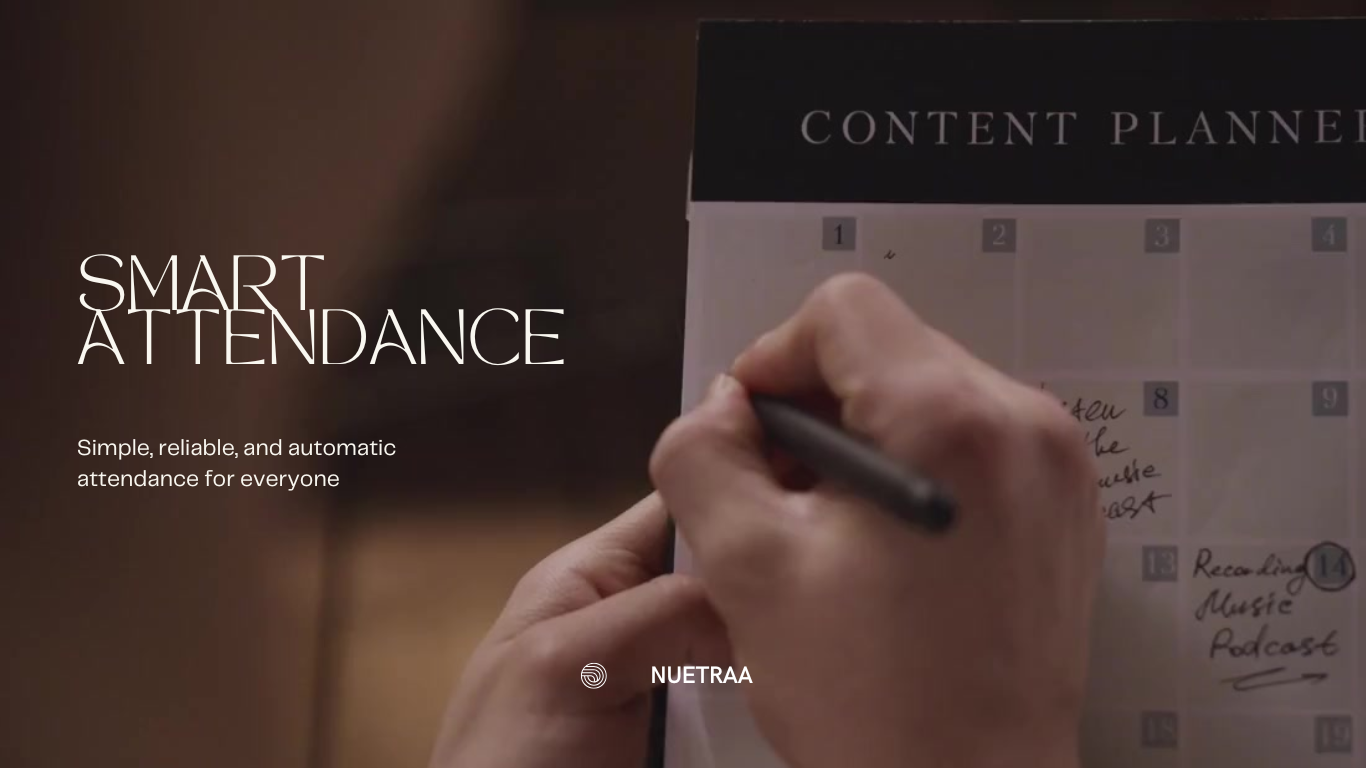 CONTENT PLANNE
1
2
3
4
SMART
ATTENDANCE
8
9
the
Simple, reliable, and automatic
attendance for everyone
13
Recording 14
Music
Podcast
NUETRAA
18
19